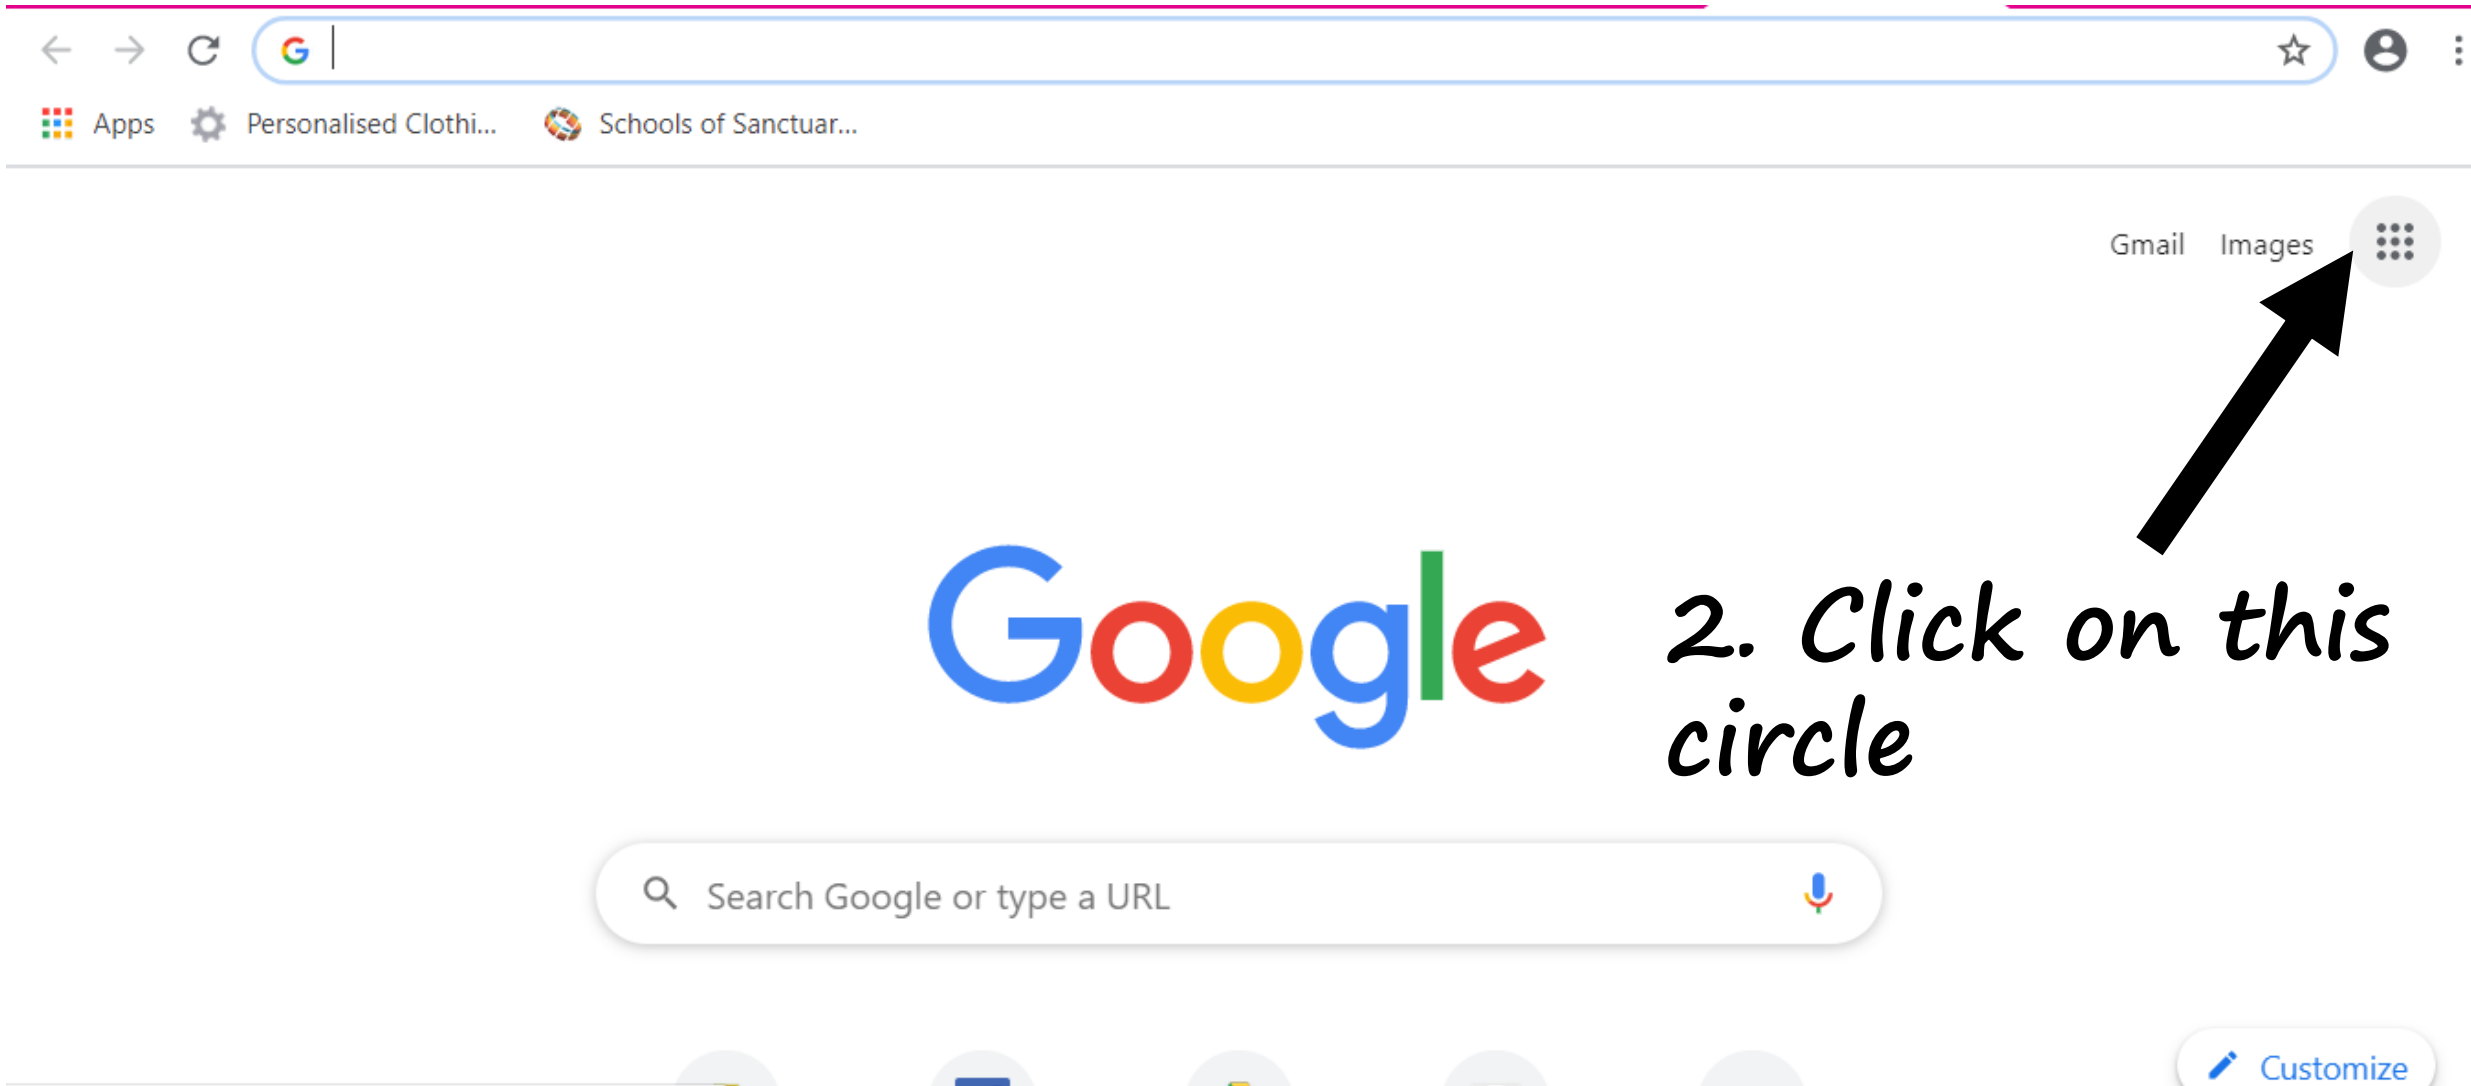 Apps Personalised Clothi... Schools of Sanctuar...
Gmail Images
Google
2. Click on this
circle
Search Google or type a URL
Customize